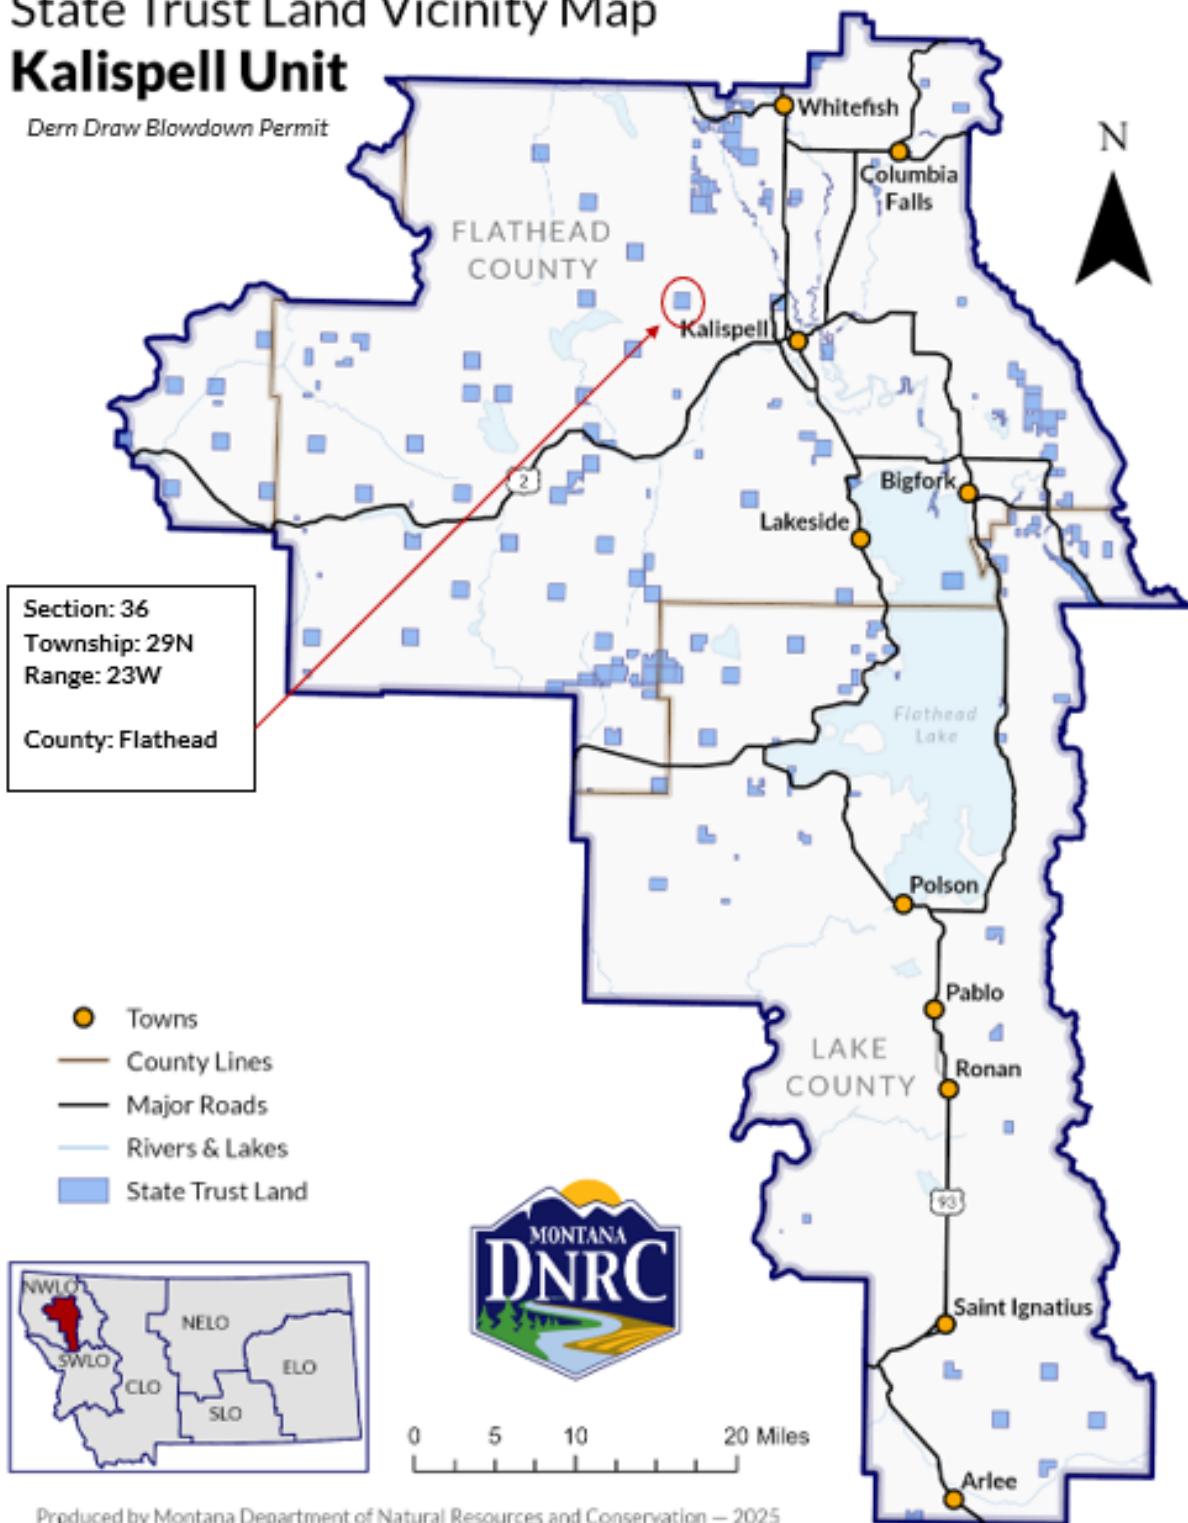 State Trust Land Vicinity Map
Kalispell Unit
Dern Draw Blowdown Permit
N
Whitefish
Columbia
Falls
FLATHEAD
COUNTY
Kalispell
2
Bigfork
Lakeside
Section: 36
Township: 29N
Range: 23W
County: Flathead
Flathead
Lake
Polson
Pablo
LAKE
COUNTY
Ronan
Towns
County Lines
Major Roads
Rivers & Lakes
State Trust Land
93
MONTANA
DNRC
Saint Ignatius
NWLO
NELO
SWLO
ELO
CLO
SLO
0 5 10 20 Miles
Arlee
Produced by Montana Department of Natural Resources and Conservation — 2025